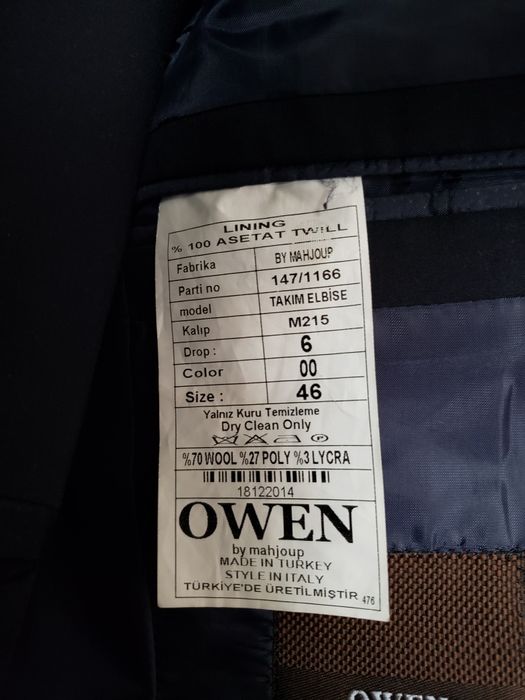 LINING
% 100 ASETAT TWILL
Fabrika BY MAHJOUP
Parti no 147/1166
model TAKIM ELBİSE
Kalıp M215
Drop : 6
Color 00
Size : 46
Yalnız Kuru Temizleme
Dry Clean Only
%70 WOOL %27 POLY %3 LYCRA
18122014
OWEN
by mahjoup
MADE IN TURKEY
STYLE IN ITALY
TÜRKİYE'DE ÜRETİLMİŞTİR 476
OWEN